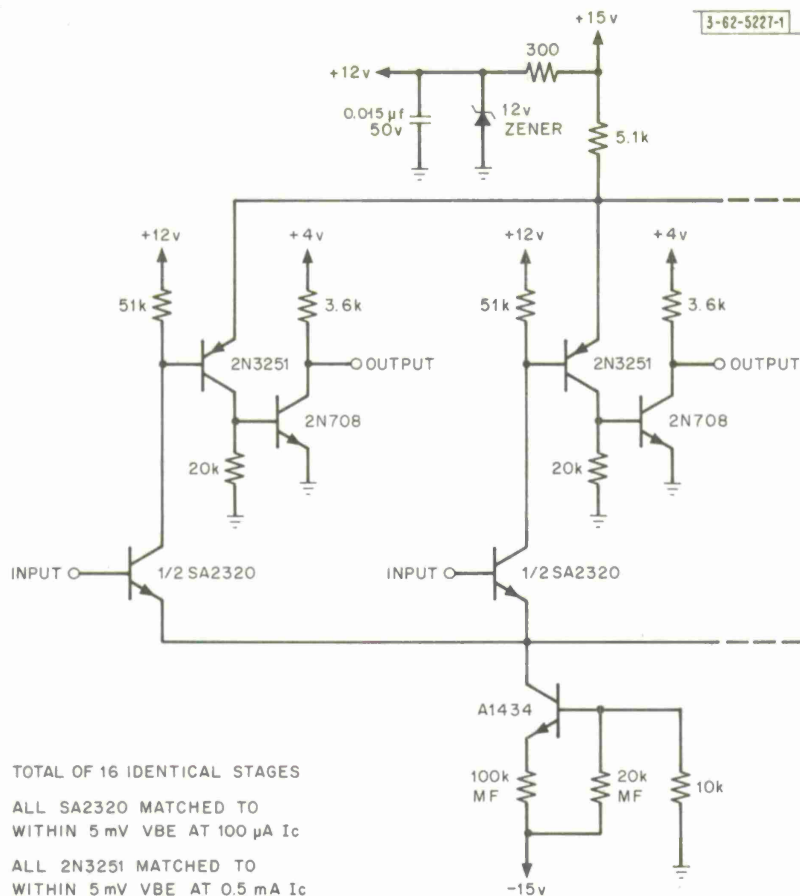 3-62-5227-1
+15v
300
+12v
0.015 µf
50v
12v
ZENER
5.1k
+12v
+4v
+12v
+4v
51k
3.6k
51k
3.6k
2N3251
OUTPUT
2N3251
OUTPUT
2N708
2N708
20k
20k
INPUT
1/2 SA2320
INPUT
1/2 SA2320
A1434
100k
MF
20k
MF
10k
-15v
TOTAL OF 16 IDENTICAL STAGES
ALL SA2320 MATCHED TO
WITHIN 5 mV VBE AT 100 µA Ic
ALL 2N3251 MATCHED TO
WITHIN 5mV VBE AT 0.5 mA Ic